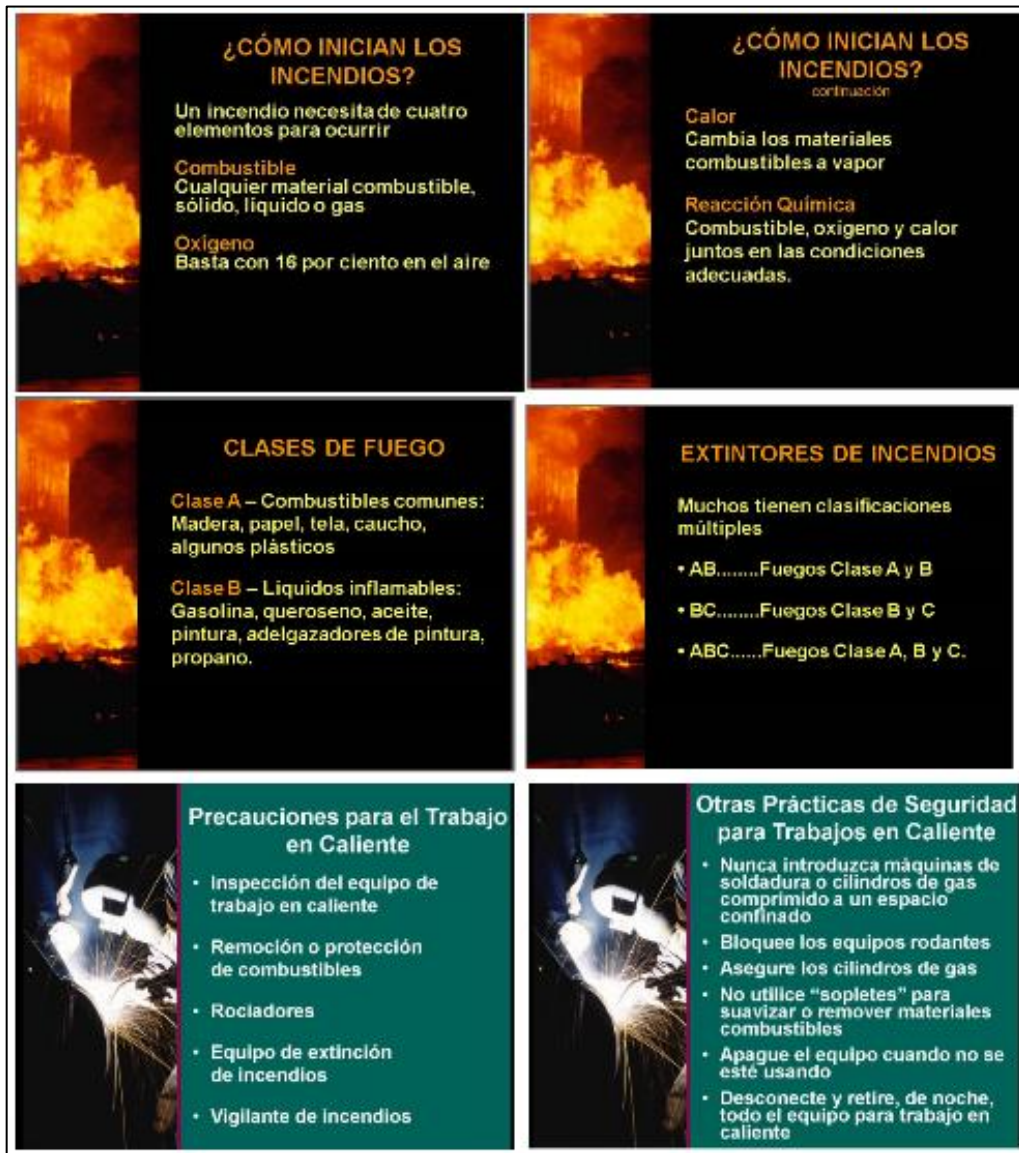 ¿CÓMO INICIAN LOS
INCENDIOS?
Un incendio necesita de cuatro
elementos para ocurrir
Combustible
Cualquier material combustible,
sólido, líquido o gas
Oxígeno
Basta con 16 por ciento en el aire
¿CÓMO INICIAN LOS
INCENDIOS?
continuación
Calor
Cambia los materiales
combustibles a vapor
Reacción Química
Combustible, oxígeno y calor
juntos en las condiciones
adecuadas.
CLASES DE FUEGO
Clase A – Combustibles comunes:
Madera, papel, tela, caucho,
algunos plásticos
Clase B – Líquidos inflamables:
Gasolina, queroseno, aceite,
pintura, adelgazadores de pintura,
propano.
EXTINTORES DE INCENDIOS
Muchos tienen clasificaciones
múltiples
• AB........Fuegos Clase A y B
• BC........Fuegos Clase B y C
• ABC......Fuegos Clase A, B y C.
Precauciones para el Trabajo
en Caliente
• Inspección del equipo de
trabajo en caliente
• Remoción o protección
de combustibles
• Rociadores
• Equipo de extinción
de incendios
• Vigilante de incendios
Otras Prácticas de Seguridad
para Trabajos en Caliente
• Nunca introduzca máquinas de
soldadura o cilindros de gas
comprimido a un espacio
confinado
• Bloquee los equipos rodantes
• Asegure los cilindros de gas
• No utilice “sopletes” para
suavizar o remover materiales
combustibles
• Apague el equipo cuando no se
esté usando
• Desconecte y retire, de noche,
todo el equipo para trabajo en
caliente